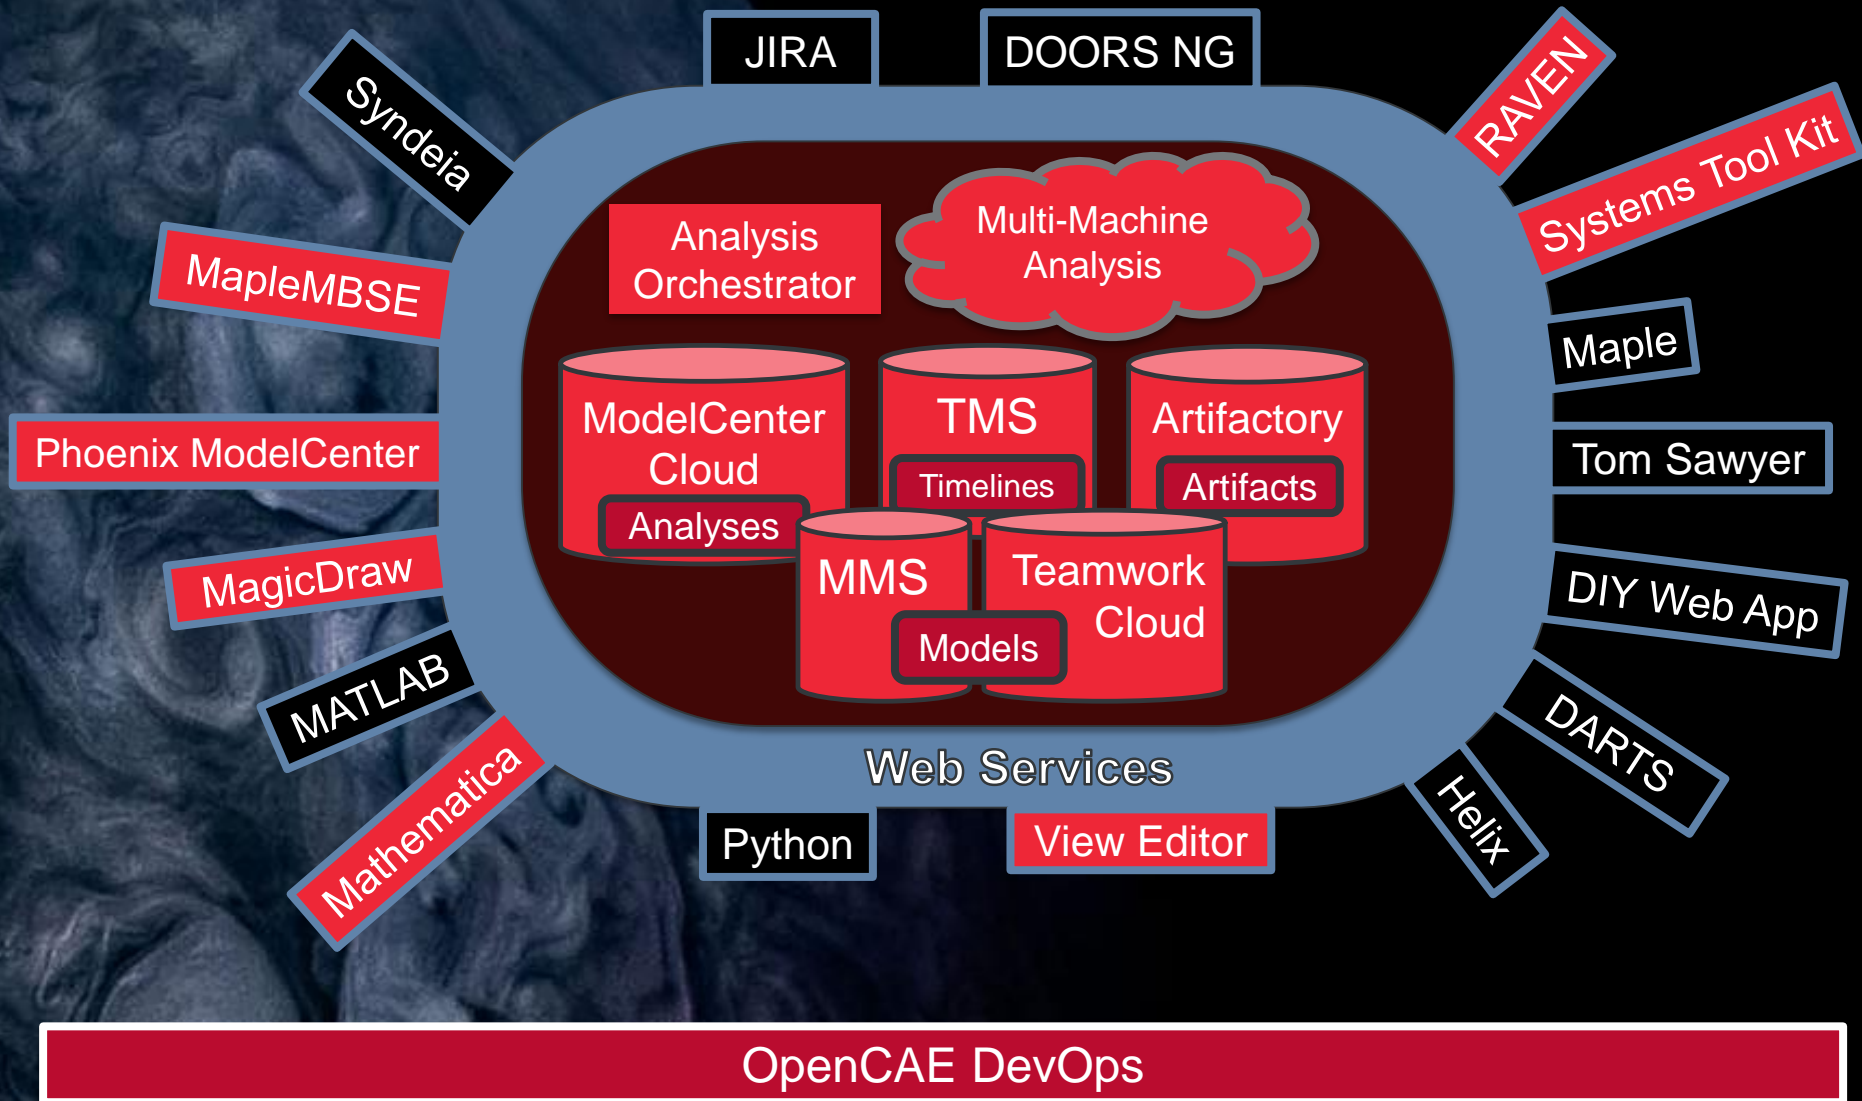 JIRA
DOORS NG
Syndeia
RAVEN
Systems Tool Kit
MapleMBSE
Analysis
Orchestrator
Multi-Machine
Analysis
Maple
Phoenix ModelCenter
ModelCenter
Cloud
Analyses
TMS
Timelines
Artifactory
Artifacts
Tom Sawyer
MagicDraw
MMS
Teamwork
Cloud
Models
DIY Web App
MATLAB
DARTS
Mathematica
Web Services
Helix
Python
View Editor
OpenCAE DevOps